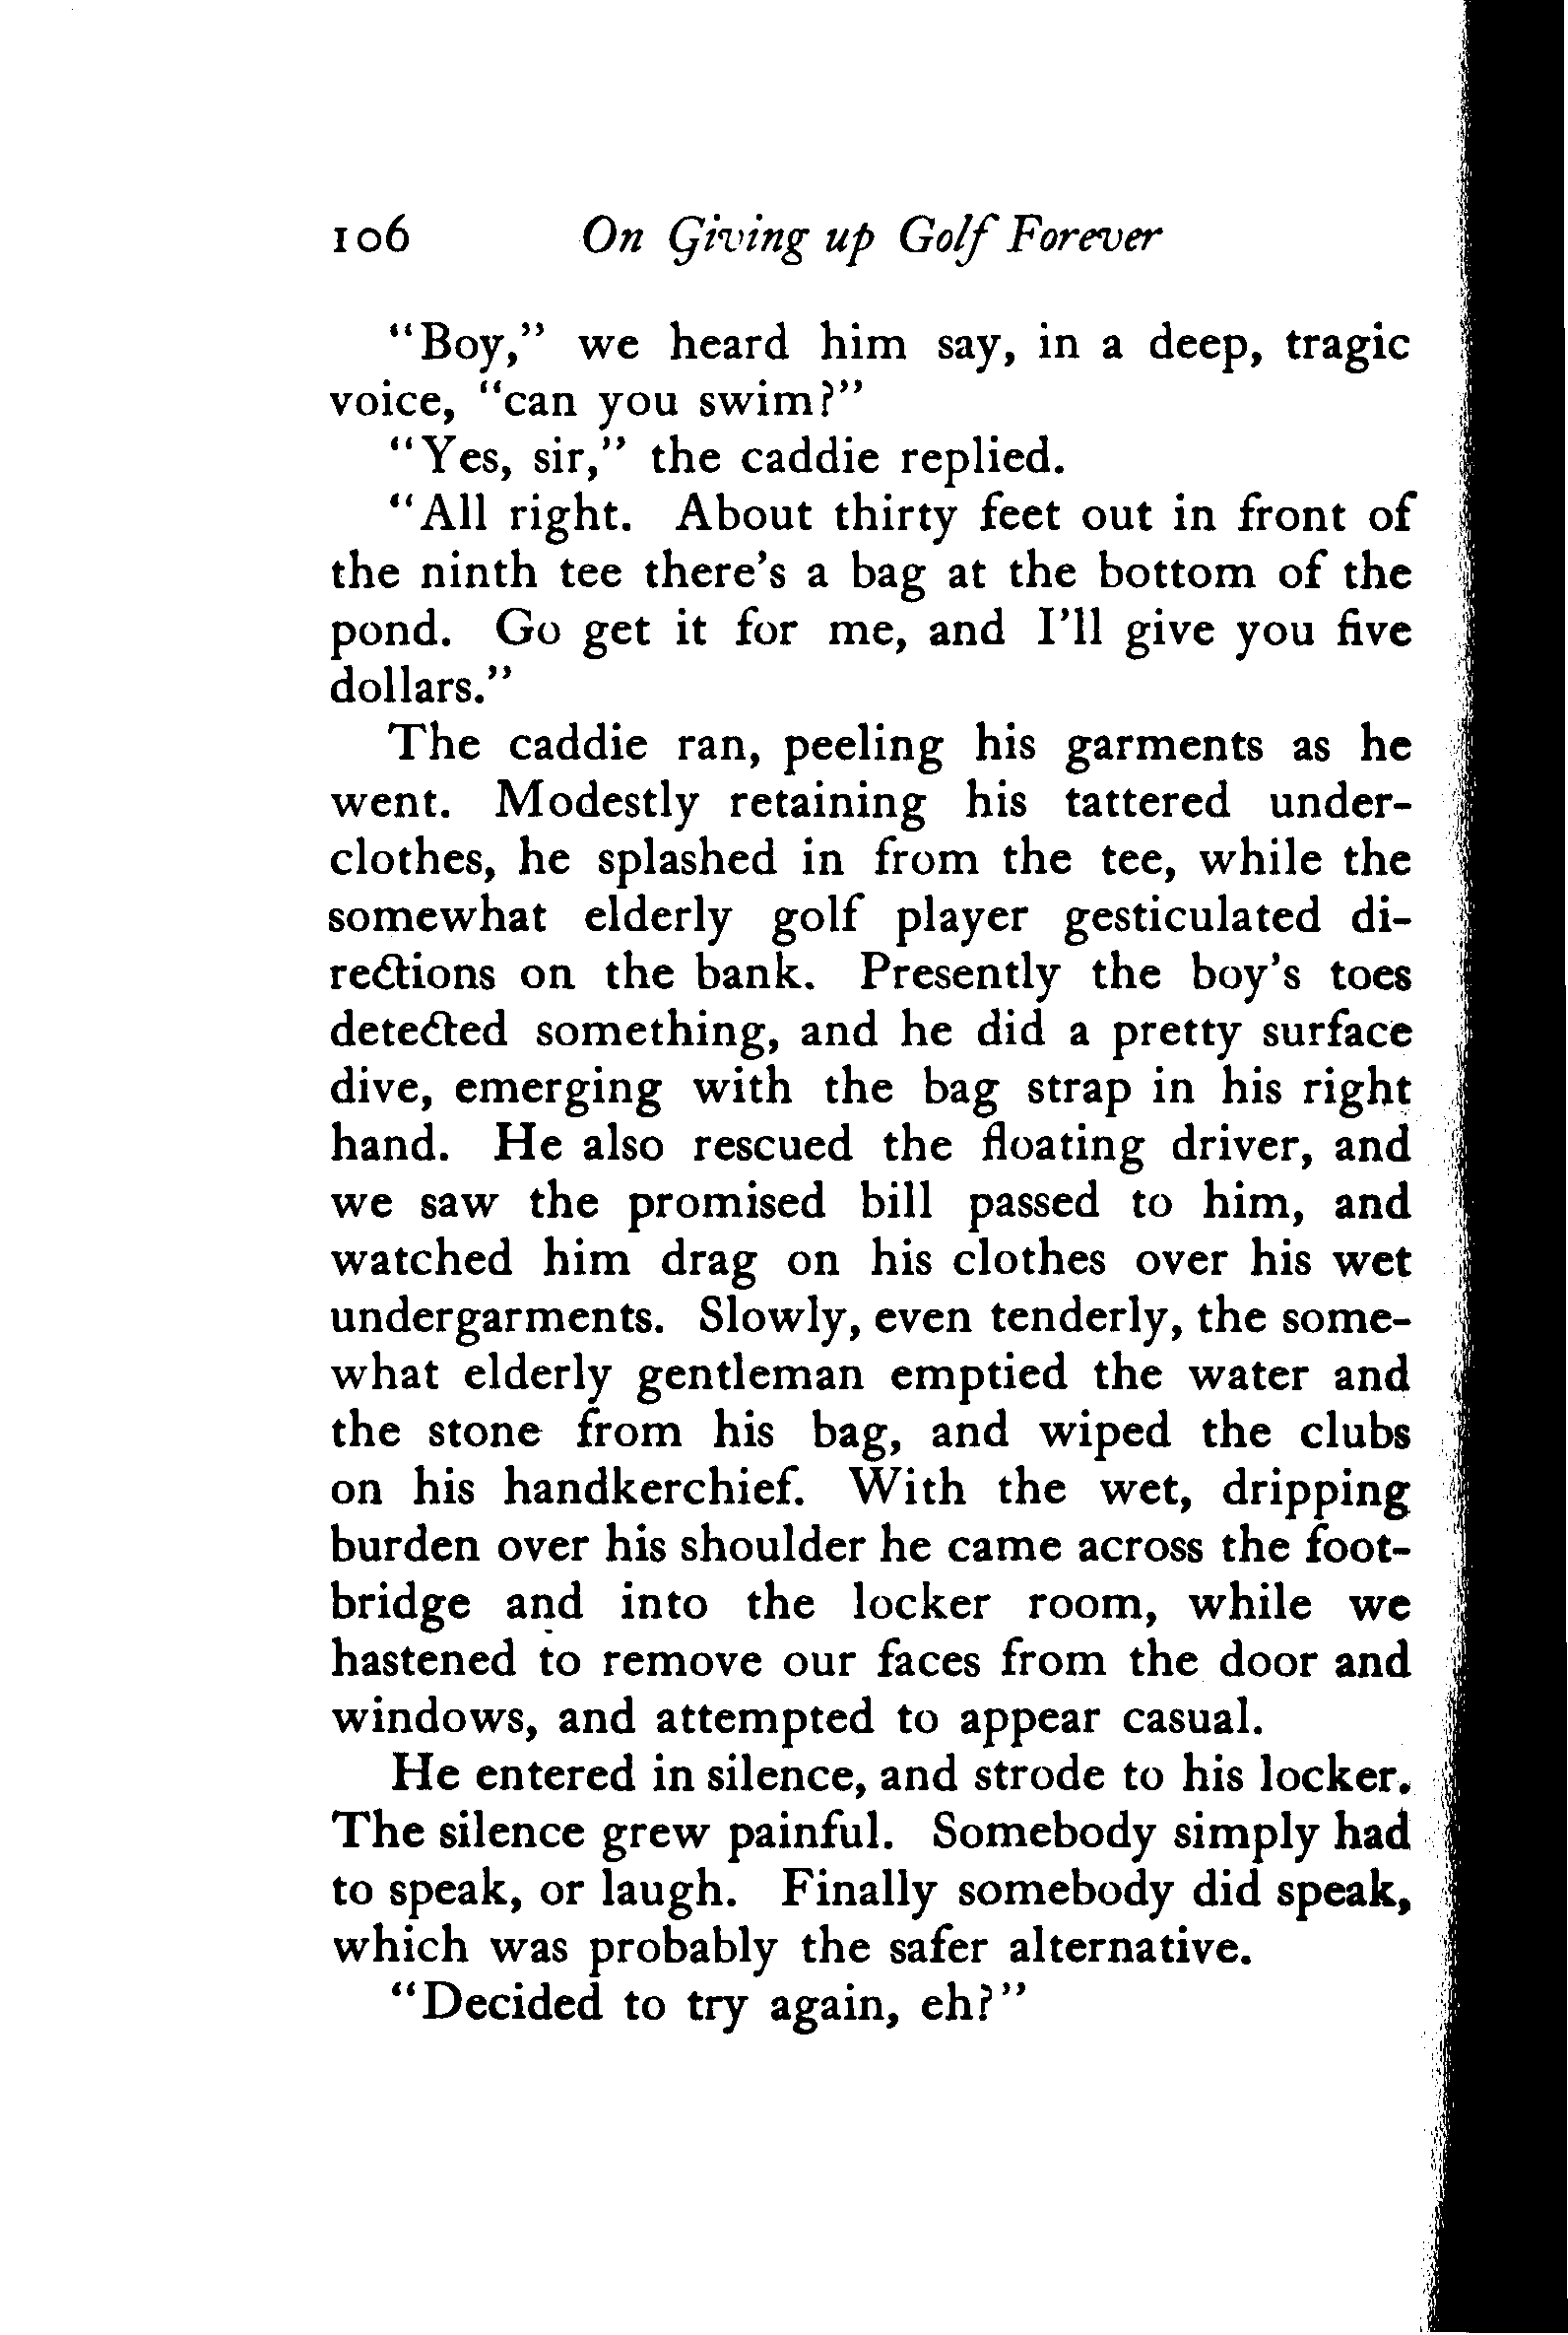 106 On Giving up Golf Forever
"Boy," we heard him say, in a deep, tragic
voice, "can you swim?"
"Yes, sir," the caddie replied.
"All right. About thirty feet out in front of
the ninth tee there's a bag at the bottom of the
pond. Go get it for me, and I'll give you five
dollars."
The caddie ran, peeling his garments as he
went. Modestly retaining his tattered under-
clothes, he splashed in from the tee, while the
somewhat elderly golf player gesticulated di-
rections on the bank. Presently the boy's toes
detected something, and he did a pretty surface
dive, emerging with the bag strap in his right
hand. He also rescued the floating driver, and
we saw the promised bill passed to him, and
watched him drag on his clothes over his wet
undergarments. Slowly, even tenderly, the some-
what elderly gentleman emptied the water and
the stone from his bag, and wiped the clubs
on his handkerchief. With the wet, dripping
burden over his shoulder he came across the foot-
bridge and into the locker room, while we
hastened to remove our faces from the door and
windows, and attempted to appear casual.
He entered in silence, and strode to his locker.
The silence grew painful. Somebody simply had
to speak, or laugh. Finally somebody did speak,
which was probably the safer alternative.
"Decided to try again, eh?"